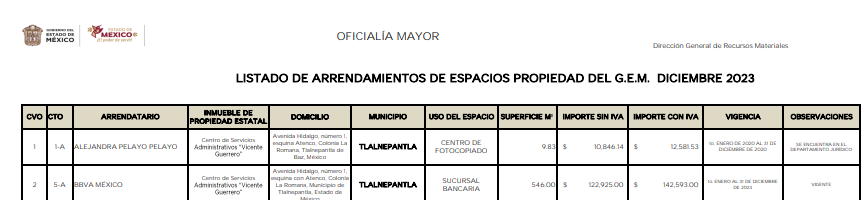 GOBIERNO DEL
ESTADO DE
MÉXICO
ESTADO DE
MÉXICO
¡El poder de servir!
OFICIALÍA MAYOR
Dirección General de Recursos Materiales
LISTADO DE ARRENDAMIENTOS DE ESPACIOS PROPIEDAD DEL G.E.M. DICIEMBRE 2023
CVO CTO ARRENDATARIO INMUEBLE DE PROPIEDAD ESTATAL DOMICILIO MUNICIPIO USO DEL ESPACIO SUPERFICIE M² IMPORTE SIN IVA IMPORTE CON IVA VIGENCIA OBSERVACIONES
1 1-A ALEJANDRA PELAYO PELAYO
Centro de Servicios
Administrativos "Vicente
Guerrero"
Avenida Hidalgo, número 1,
esquina Atenco, Colonia La
Romana, Tlalnepantla de
Baz, México
TLALNEPANTLA
CENTRO DE
FOTOCOPIADO
9.83 $ 10,846.14 $ 12,581.53
1o. ENERO DE 2020 AL 31 DE
DICIEMBRE DE 2020
SE ENCUENTRA EN EL
DEPARTAMENTO JURÍDICO
2 5-A BBVA MÉXICO
Centro de Servicios
Administrativos "Vicente
Guerrero"
Avenida Hidalgo, número 1,
esquina con Atenco, Colonia
La Romana, Municipio de
Tlalnepantla, Estado de
México
TLALNEPANTLA
SUCURSAL
BANCARIA
546.00 $ 122,925.00 $ 142,593.00
1o. ENERO AL 31 DE DICIEMBRE
DE 2023
VIGENTE